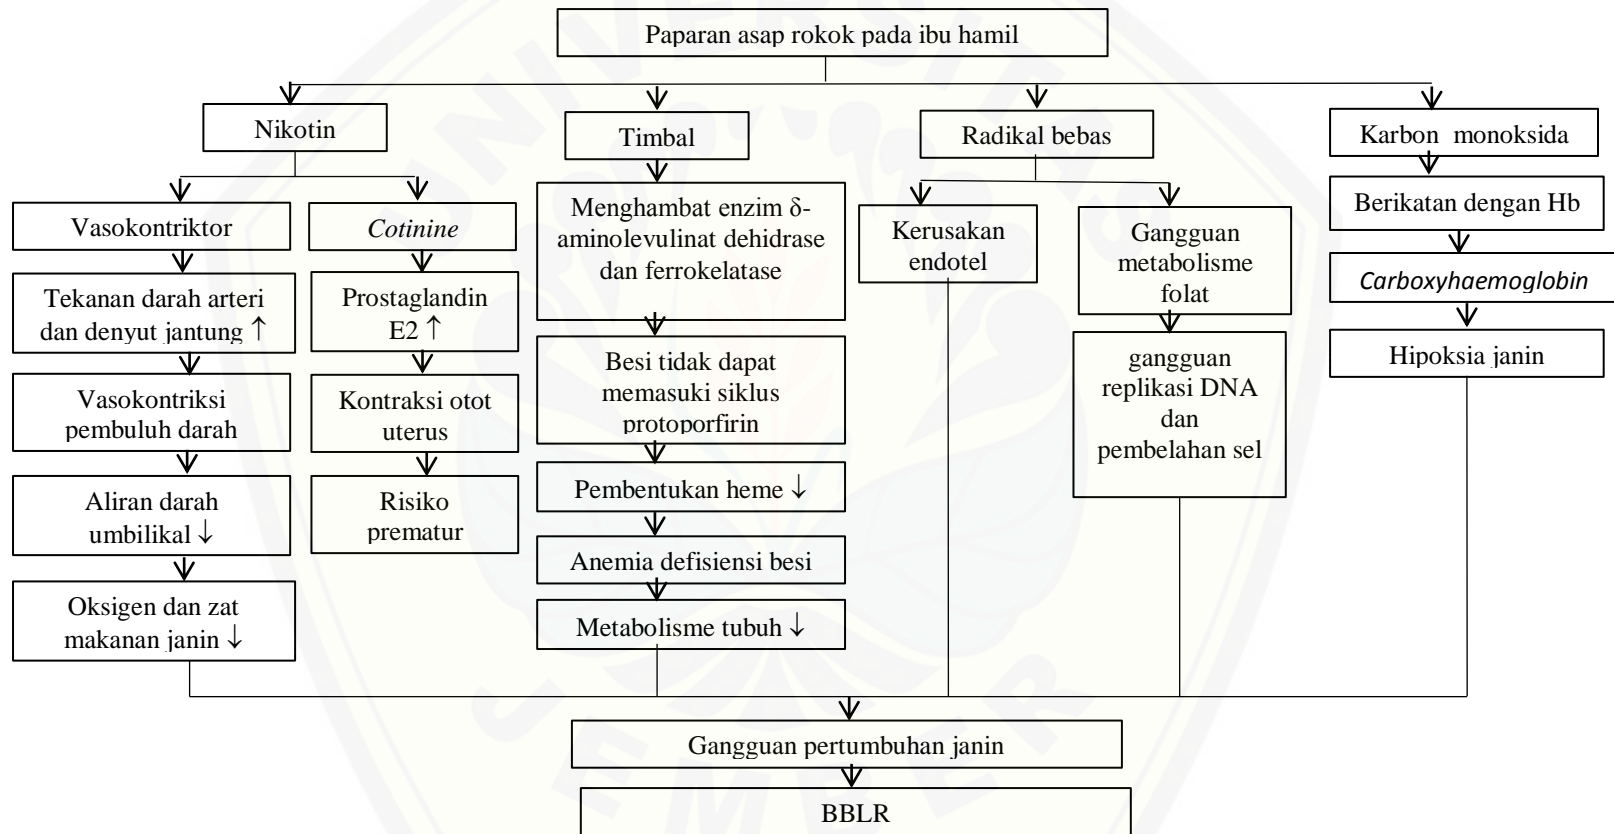 Paparan asap rokok pada ibu hamil
Nikotin
Timbal
Radikal bebas
Karbon monoksida
Vasokontriktor
Cotinine
Menghambat enzim δ-
aminolevulinat dehidrase
dan ferrokelatase
Kerusakan
endotel
Gangguan
metabolisme
folat
Berikatan dengan Hb
Tekanan darah arteri
dan denyut jantung ↑
Prostaglandin
E2 ↑
Carboxyhaemoglobin
Besi tidak dapat
memasuki siklus
protoporfirin
gangguan
replikasi DNA
dan
pembelahan sel
Hipoksia janin
Vasokontriksi
pembuluh darah
Kontraksi otot
uterus
Pembentukan heme ↓
Aliran darah
umbilikal ↓
Risiko
prematur
Anemia defisiensi besi
Oksigen dan zat
makanan janin ↓
Metabolisme tubuh ↓
Gangguan pertumbuhan janin
BBLR
UNIVERSITAS
JEMBER